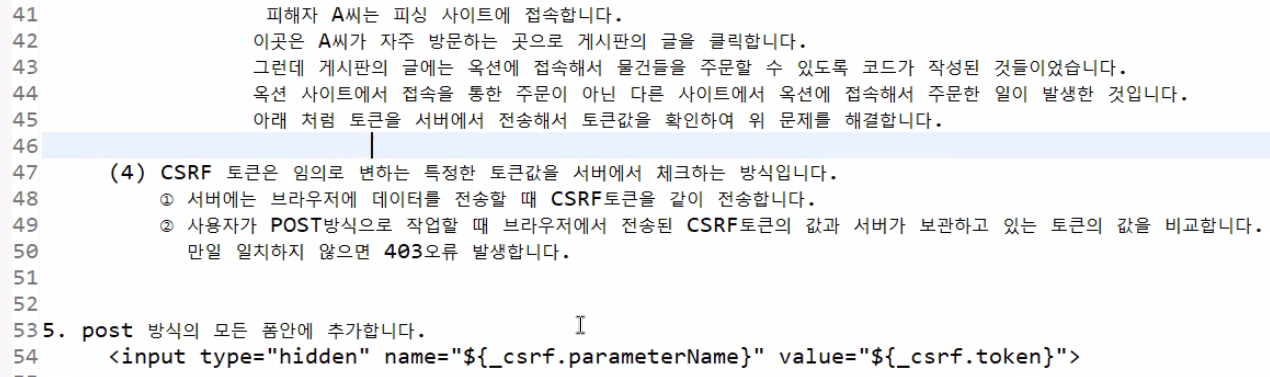 41 피해자 A씨는 피싱 사이트에 접속합니다.
42 이곳은 A씨가 자주 방문하는 곳으로 게시판의 글을 클릭합니다.
43 그런데 게시판의 글에는 옥션에 접속해서 물건들을 주문할 수 있도록 코드가 작성된 것들이었습니다.
44 옥션 사이트에서 접속을 통한 주문이 아닌 다른 사이트에서 옥션에 접속해서 주문한 일이 발생한 것입니다.
45 아래 처럼 토큰을 서버에서 전송해서 토큰값을 확인하여 위 문제를 해결합니다.
46
47 (4) CSRF 토큰은 임의로 변하는 특정한 토큰값을 서버에서 체크하는 방식입니다.
48 ① 서버에는 브라우저에 데이터를 전송할 때 CSRF토큰을 같이 전송합니다.
49 ② 사용자가 POST방식으로 작업할 때 브라우저에서 전송된 CSRF토큰의 값과 서버가 보관하고 있는 토큰의 값을 비교합니다.
50 만일 일치하지 않으면 403오류 발생합니다.
51
52
53 5. post 방식의 모든 폼안에 추가합니다.
54 <input type="hidden" name="${_csrf.parameterName}" value="${_csrf.token}">